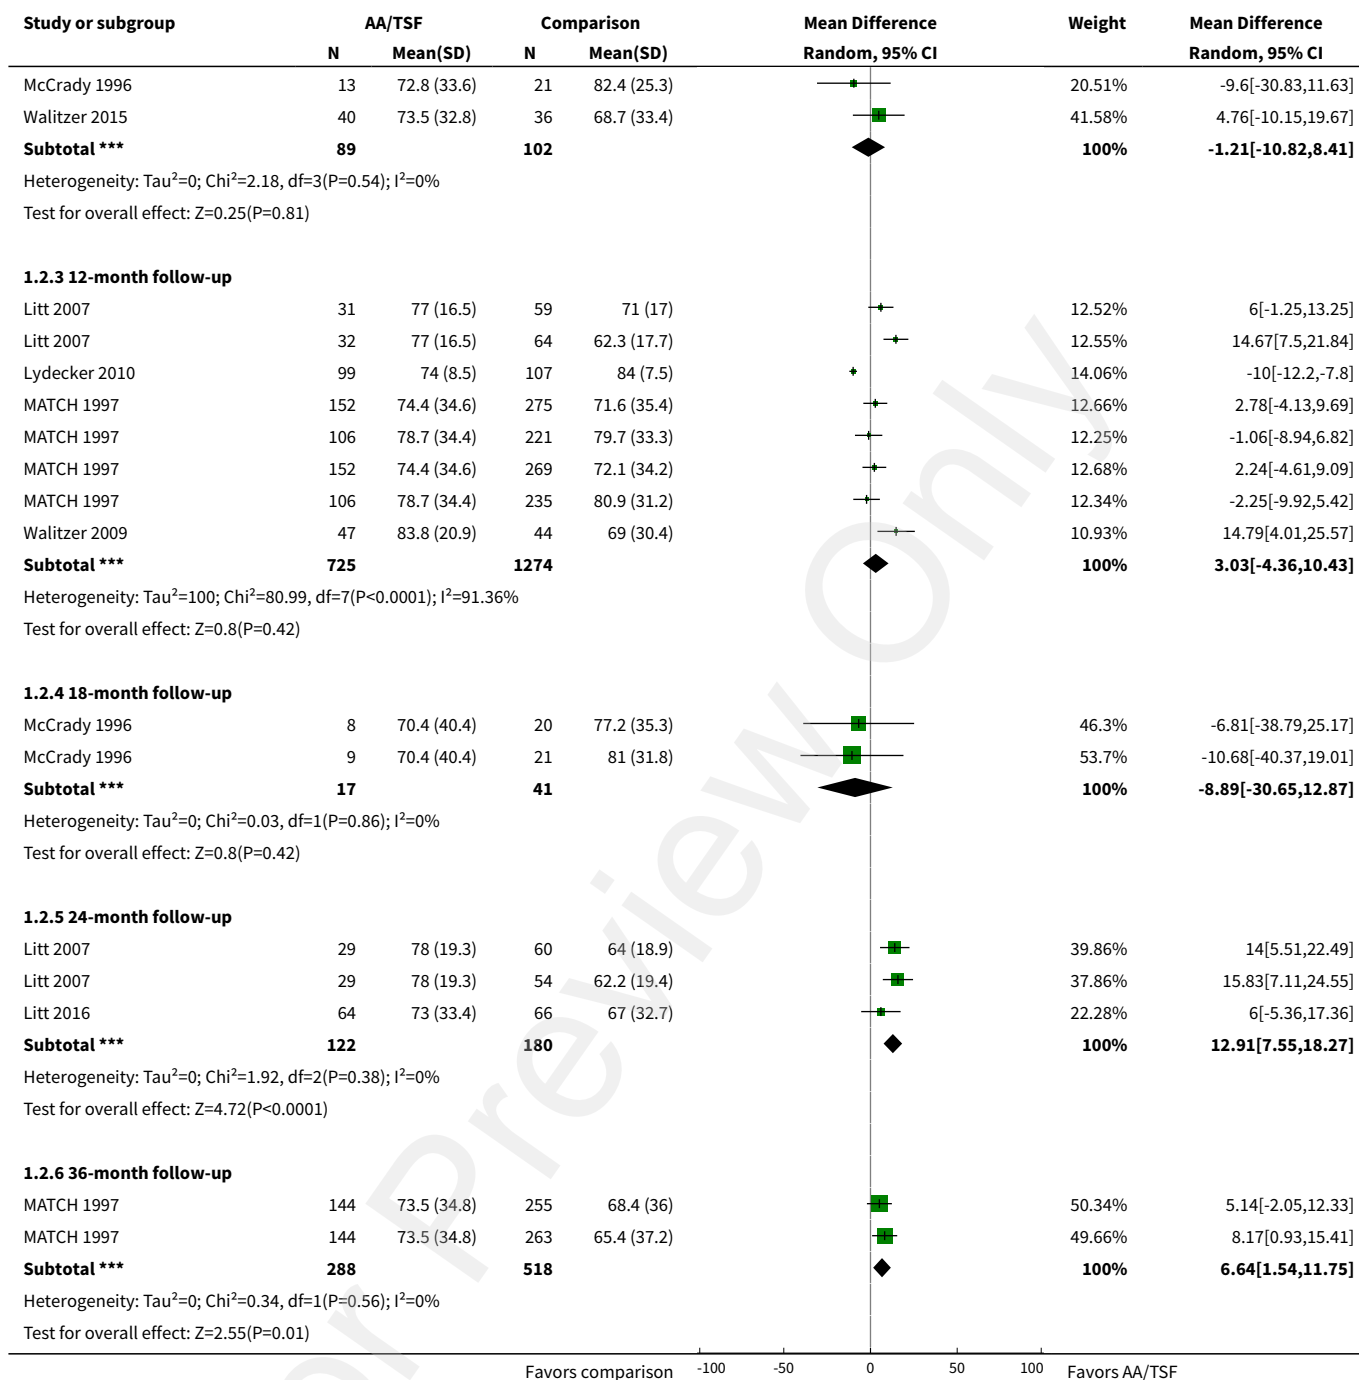 Study or subgroup AA/TSF Comparison Mean Difference Weight Mean Difference
N Mean(SD) N Mean(SD) Random, 95% CI Random, 95% CI
McCrady 1996 13 72.8 (33.6) 21 82.4 (25.3) 20.51% -9.6[-30.83,11.63]
Walitzer 2015 40 73.5 (32.8) 36 68.7 (33.4) 41.58% 4.76[-10.15,19.67]
Subtotal *** 89 102 100% -1.21[-10.82,8.41]
Heterogeneity: Tau²=0; Chi²=2.18, df=3(P=0.54); I²=0%
Test for overall effect: Z=0.25(P=0.81)
1.2.3 12-month follow-up
Litt 2007 31 77 (16.5) 59 71 (17) 12.52% 6[-1.25,13.25]
Litt 2007 32 77 (16.5) 64 62.3 (17.7) 12.55% 14.67[7.5,21.84]
Lydecker 2010 99 74 (8.5) 107 84 (7.5) 14.06% -10[-12.2,-7.8]
MATCH 1997 152 74.4 (34.6) 275 71.6 (35.4) 12.66% 2.78[-4.13,9.69]
MATCH 1997 106 78.7 (34.4) 221 79.7 (33.3) 12.25% -1.06[-8.94,6.82]
MATCH 1997 152 74.4 (34.6) 269 72.1 (34.2) 12.68% 2.24[-4.61,9.09]
MATCH 1997 106 78.7 (34.4) 235 80.9 (31.2) 12.34% -2.25[-9.92,5.42]
Walitzer 2009 47 83.8 (20.9) 44 69 (30.4) 10.93% 14.79[4.01,25.57]
Subtotal *** 725 1274 100% 3.03[-4.36,10.43]
Heterogeneity: Tau²=100; Chi²=80.99, df=7(P<0.0001); I²=91.36%
Test for overall effect: Z=0.8(P=0.42)
1.2.4 18-month follow-up
McCrady 1996 8 70.4 (40.4) 20 77.2 (35.3) 46.3% -6.81[-38.79,25.17]
McCrady 1996 9 70.4 (40.4) 21 81 (31.8) 53.7% -10.68[-40.37,19.01]
Subtotal *** 17 41 100% -8.89[-30.65,12.87]
Heterogeneity: Tau²=0; Chi²=0.03, df=1(P=0.86); I²=0%
Test for overall effect: Z=0.8(P=0.42)
1.2.5 24-month follow-up
Litt 2007 29 78 (19.3) 60 64 (18.9) 39.86% 14[5.51,22.49]
Litt 2007 29 78 (19.3) 54 62.2 (19.4) 37.86% 15.83[7.11,24.55]
Litt 2016 64 73 (33.4) 66 67 (32.7) 22.28% 6[-5.36,17.36]
Subtotal *** 122 180 100% 12.91[7.55,18.27]
Heterogeneity: Tau²=0; Chi²=1.92, df=2(P=0.38); I²=0%
Test for overall effect: Z=4.72(P<0.0001)
1.2.6 36-month follow-up
MATCH 1997 144 73.5 (34.8) 255 68.4 (36) 50.34% 5.14[-2.05,12.33]
MATCH 1997 144 73.5 (34.8) 263 65.4 (37.2) 49.66% 8.17[0.93,15.41]
Subtotal *** 288 518 100% 6.64[1.54,11.75]
Heterogeneity: Tau²=0; Chi²=0.34, df=1(P=0.56); I²=0%
Test for overall effect: Z=2.55(P=0.01)
Favors comparison -100 -50 0 50 100 Favors AA/TSF
or Preview Only